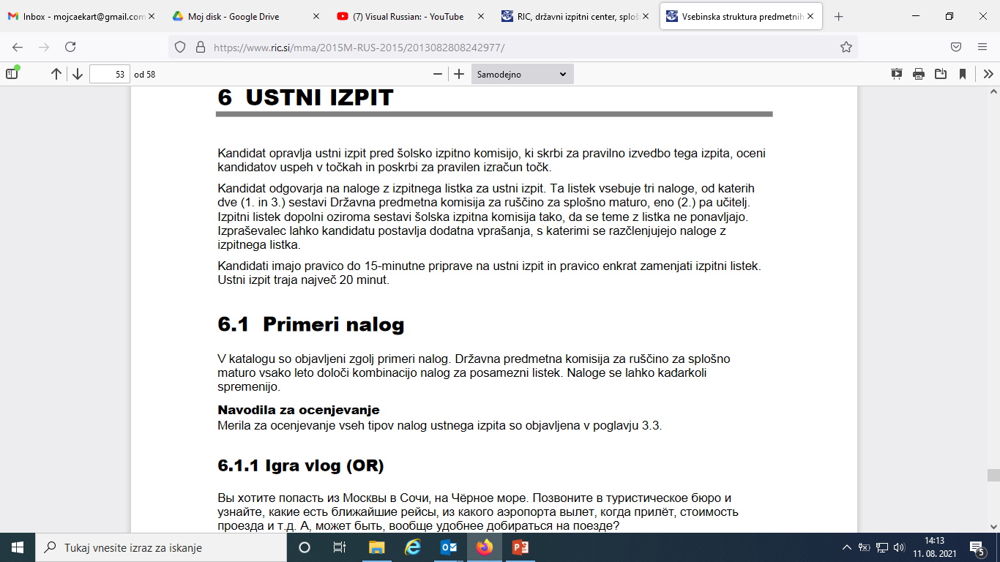 Inbox - mojcaekart@gmail.com
Moj disk - Google Drive
(7) Visual Russian: - YouTube
RIC, državni izpitni center, sploš
Vsebinska struktura predmetnih
https://www.ric.si/mma/2015M-RUS-2015/2013082808242977/
53 od 58
Samodejno
6 USTNI IZPIT
Kandidat opravlja ustni izpit pred šolsko izpitno komisijo, ki skrbi za pravilno izvedbo tega izpita, oceni
kandidatov uspeh v točkah in poskrbi za pravilen izračun točk.
Kandidat odgovarja na naloge z izpitnega listka za ustni izpit. Ta listek vsebuje tri naloge, od katerih
dve (1. in 3.) sestavi Državna predmetna komisija za ruščino za splošno maturo, eno (2.) pa učitelj.
Izpitni listek dopolni oziroma sestavi šolska izpitna komisija tako, da se teme z listka ne ponavljajo.
Izpraševalec lahko kandidatu postavlja dodatna vprašanja, s katerimi se razčlenjujejo naloge z
izpitnega listka.
Kandidati imajo pravico do 15-minutne priprave na ustni izpit in pravico enkrat zamenjati izpitni listek.
Ustni izpit traja največ 20 minut.
6.1 Primeri nalog
V katalogu so objavljeni zgolj primeri nalog. Državna predmetna komisija za ruščino za splošno
maturo vsako leto določi kombinacijo nalog za posamezni listek. Naloge se lahko kadarkoli
spremenijo.
Navodila za ocenjevanje
Merila za ocenjevanje vseh tipov nalog ustnega izpita so objavljena v poglavju 3.3.
6.1.1 Igra vlog (OR)
Вы хотите попасть из Москвы в Сочи, на Чёрное море. Позвоните в туристическое бюро и
узнайте, какие есть ближайшие рейсы, из какого аэропорта вылет, когда прилёт, стоимость
проезда и т.д. А, может быть, вообще удобнее добираться на поезде?
Tukaj vnesite izraz za iskanje
14:13
11. 08. 2021
5